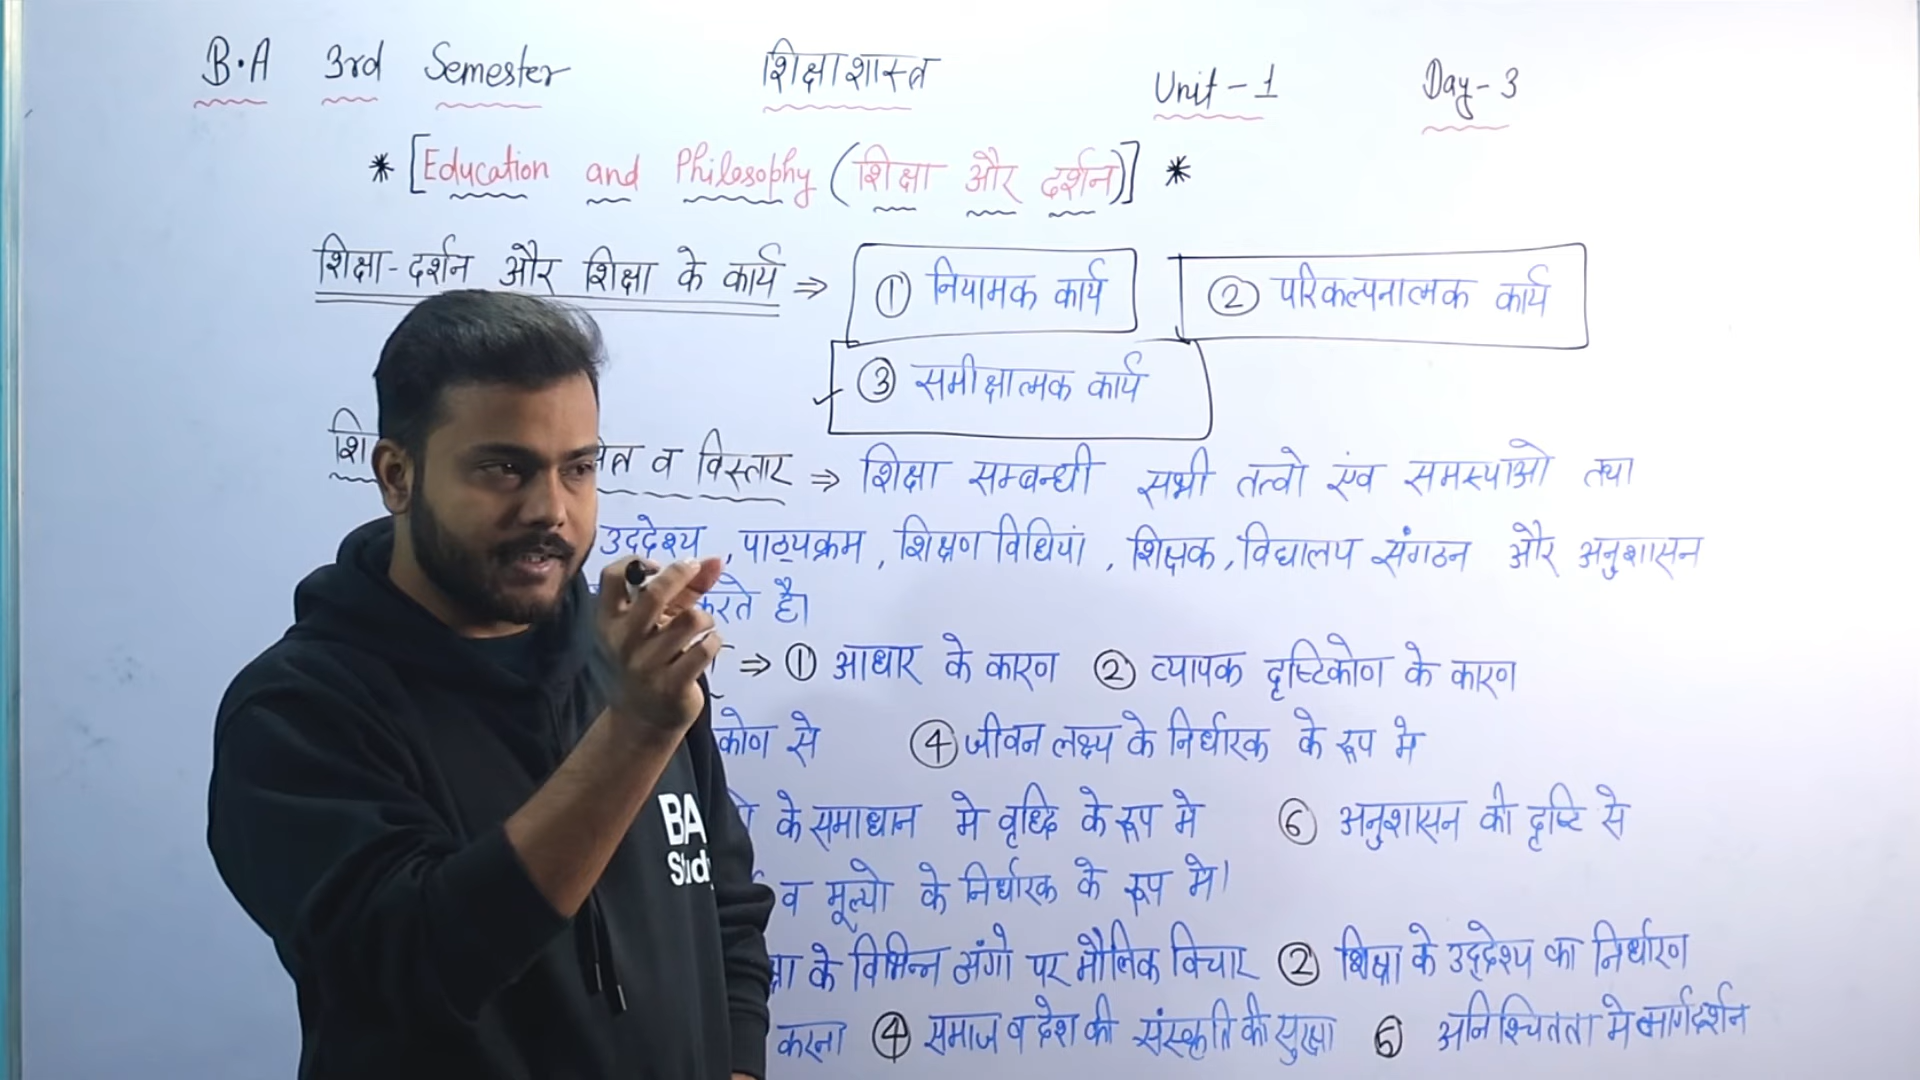 B.A 3rd Semester शिक्षाशास्त्र Unit-1 Day-3
* [Education and Philosophy (शिक्षा और दर्शन)] *
शिक्षा-दर्शन और शिक्षा के कार्य ⇒ ① नियामक कार्य ② परिकल्पनात्मक कार्य
③ समीक्षात्मक कार्य
व विस्तार ⇒ शिक्षा सम्बन्धी सभी तत्वो एंव समस्याओ तथा
उददेश्य, पाठ्यक्रम, शिक्षण विधियां, शिक्षक, विद्यालय संगठन और अनुशासन
करते है।
⇒ ① आधार के कारण ② व्यापक दृष्टिकोण के कारण
कोण से ④ जीवन लक्ष्य के निर्धारक के रूप मे
के समाधान मे वृध्दि के रूप मे ⑥ अनुशासन की दृष्टि से
व मूल्यो के निर्धारक के रूप मे।
के विभिन्न अंगो पर मौलिक विचार ② शिक्षा के उद्देश्य का निर्धारण
करना ④ समाज व देश की संस्कृति की सुरक्षा ⑤ अनिश्चितता मे मार्गदर्शन
BA
Study